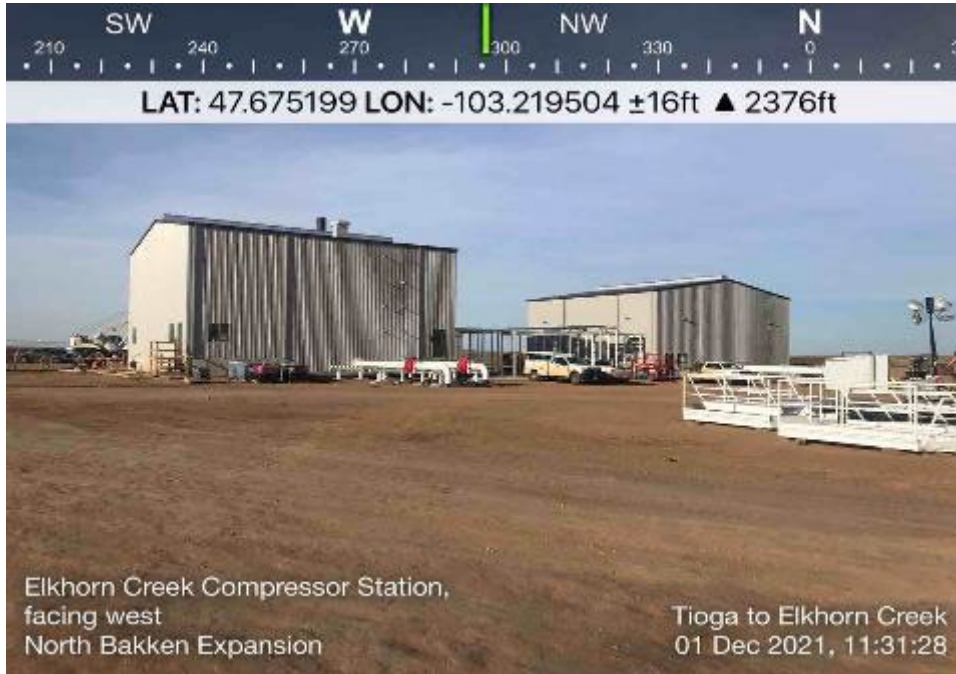 SW W NW N
210 240 270 300 330 0
LAT: 47.675199 LON: -103.219504 ±16ft ▲ 2376ft
Elkhorn Creek Compressor Station,
facing west
North Bakken Expansion
Tioga to Elkhorn Creek
01 Dec 2021, 11:31:28